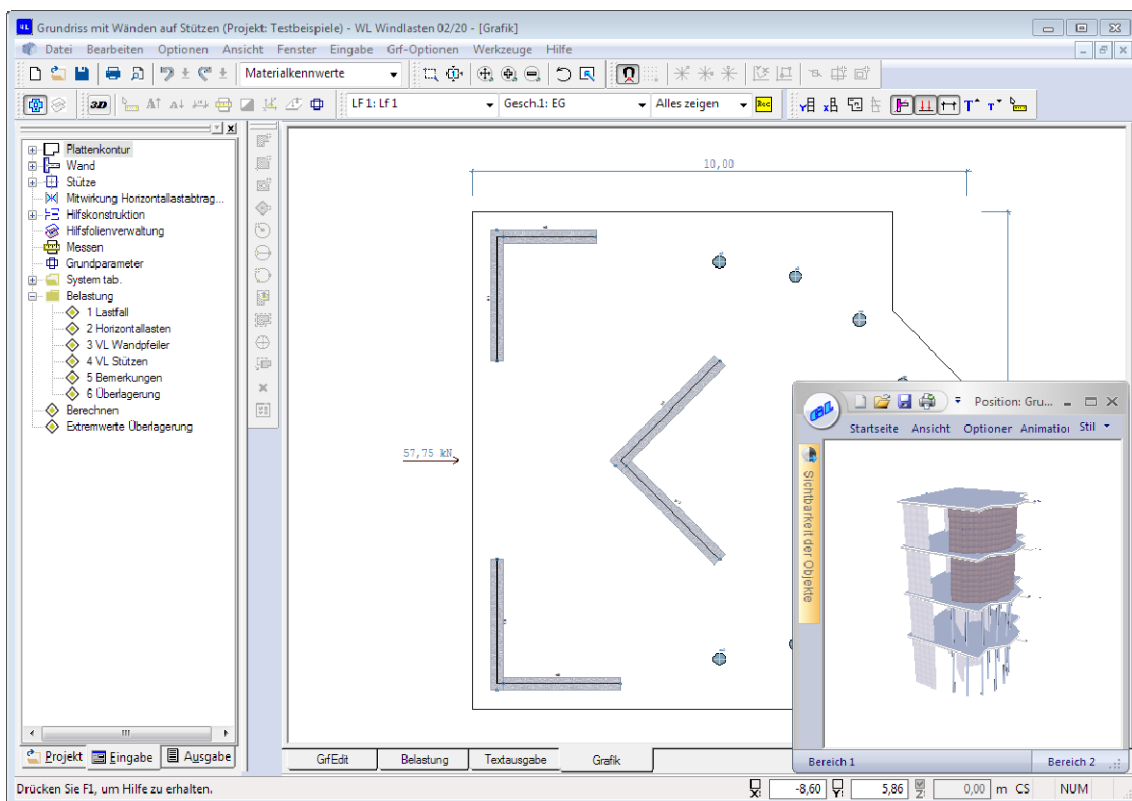 WL Grundriss mit Wänden auf Stützen (Projekt: Testbeispiele) - WL Windlasten 02/20 - [Grafik]
Datei Bearbeiten Optionen Ansicht Fenster Eingabe Grf-Optionen Werkzeuge Hilfe
Materialkennwerte
3D LF 1: Lf 1 Gesch.1: EG Alles zeigen
Plattenkontur
Wand
Stütze
Mitwirkung Horizontallastabtrag...
Hilfskonstruktion
Hilfsfolienverwaltung
Messen
Grundparameter
System tab.
Belastung
1 Lastfall
2 Horizontallasten
3 VL Wandpfeiler
4 VL Stützen
5 Bemerkungen
6 Überlagerung
Berechnen
Extremwerte Überlagerung
10,00
57,75 kN
Position: Gru...
Startseite Ansicht Optioner Animatioı Stil
Sichtbarkeit der Objekte
Bereich 1 Bereich 2
Projekt Eingabe Ausgabe
GrfEdit Belastung Textausgabe Grafik
Drücken Sie F1, um Hilfe zu erhalten.
X: -8,60 Y: 5,86 Z: 0,00 m CS NUM